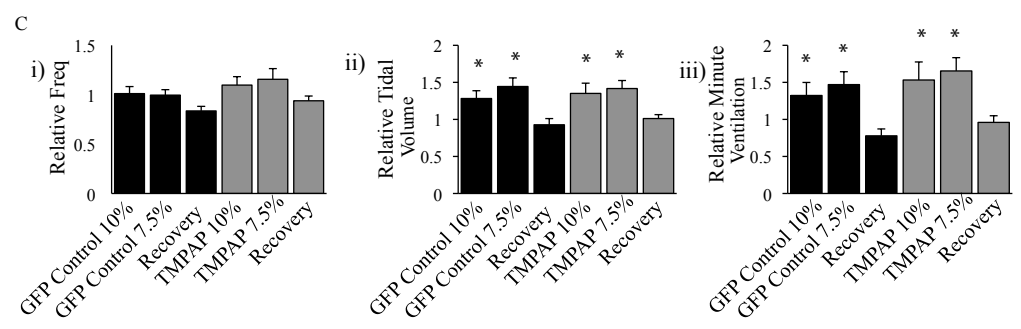 C
i)
Relative Freq
1.5
1
0.5
0
GFP Control 10%
GFP Control 7.5%
Recovery
TMPAP 10%
TMPAP 7.5%
Recovery
ii)
Relative Tidal
Volume
2
1.5
1
0.5
0
* * * *
GFP Control 10%
GFP Control 7.5%
Recovery
TMPAP 10%
TMPAP 7.5%
Recovery
iii)
Relative Minute
Ventilation
2
1.5
1
0.5
0
* * * *
GFP Control 10%
GFP Control 7.5%
Recovery
TMPAP 10%
TMPAP 7.5%
Recovery